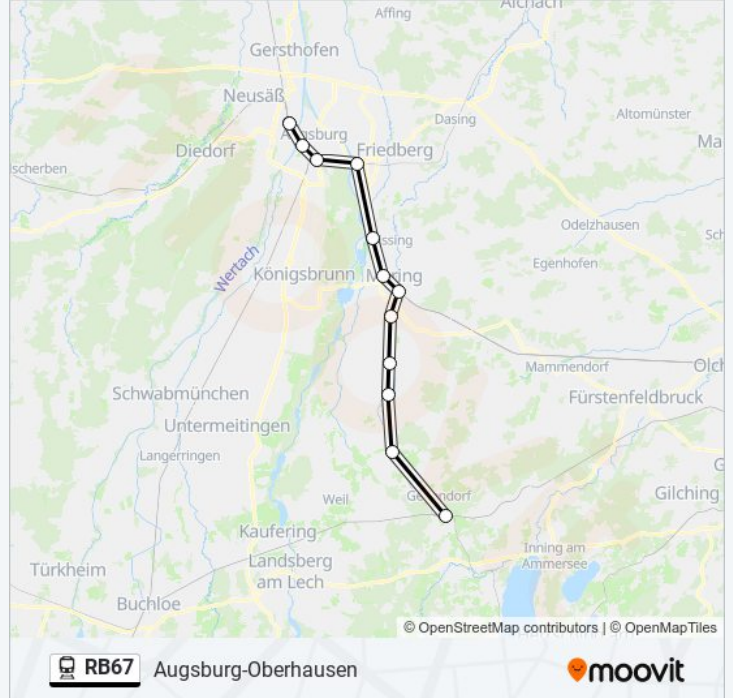 Affing
Aichach
Gersthofen
Neusäß
Dasing
Altomünster
Augsburg
Ma
Diedorf
Friedberg
scherben
Odelzhausen
Sch
issing
Egenhofen
Wertach
Königsbrunn
Mering
Mammendorf
Olch
Schwabmünchen
Fürstenfeldbruck
Untermeitingen
Langerringen
G
Weil
Geltendorf
Gilching
Kaufering
Inning am
Ammersee
Landsberg
am Lech
Türkheim
Buchloe
© OpenStreetMap contributors | © OpenMapTiles
RB67 Augsburg-Oberhausen
moovit